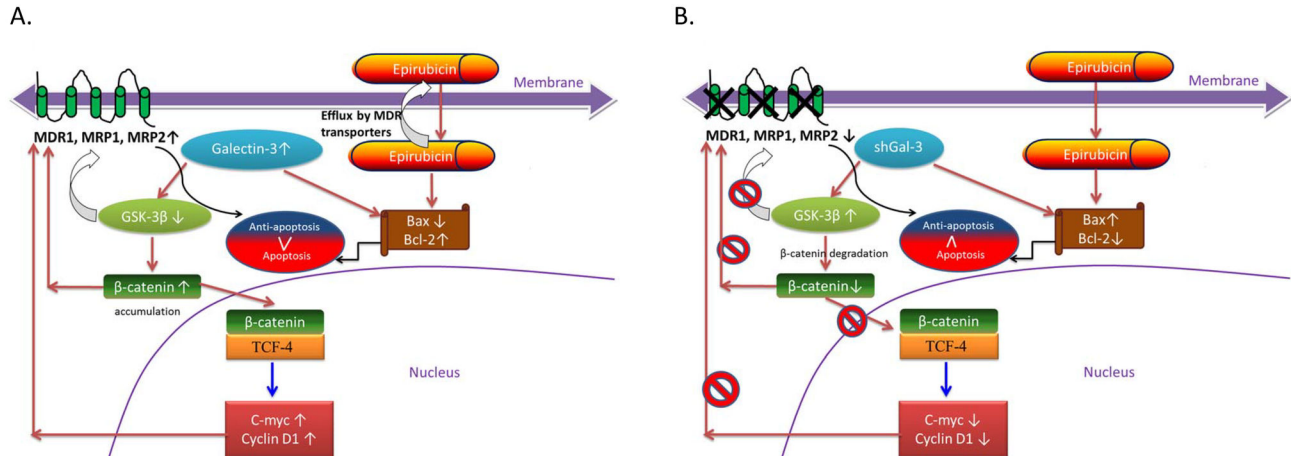 A.
Epirubicin
Membrane
Efflux by MDR
transporters
MDR1, MRP1, MRP2↑
Galectin-3↑
Epirubicin
GSK-3β ↓
Anti-apoptosis
Apoptosis
Bax ↓
Bcl-2↑
β-catenin ↑
accumulation
β-catenin
TCF-4
Nucleus
C-myc ↑
Cyclin D1 ↑
B.
Epirubicin
Membrane
MDR1, MRP1, MRP2 ↓
shGal-3
Epirubicin
GSK-3β ↑
Anti-apoptosis
Apoptosis
Bax↑
Bcl-2↓
β-catenin degradation
β-catenin↓
β-catenin
TCF-4
Nucleus
C-myc ↓
Cyclin D1 ↓